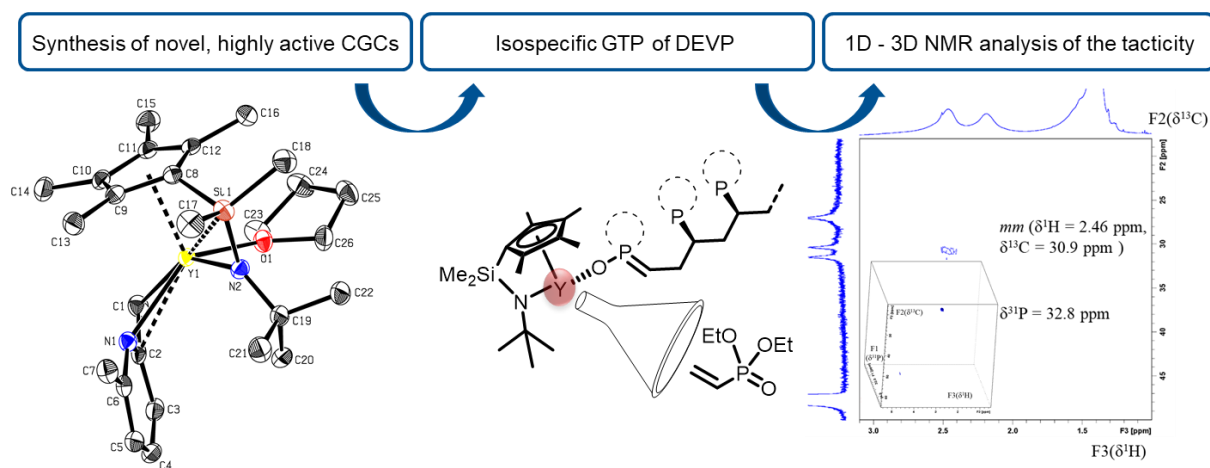 Synthesis of novel, highly active CGCs
Isospecific GTP of DEVP
1D - 3D NMR analysis of the tacticity
C15
C16
C11
C12
C18
C10
C8
C24
C14
C9
Si1
C25
C17
C23
C13
O1
C26
Y1
N2
C1
C22
C19
N1
C2
C21
C20
C7
C6
C3
C5
C4
P
P
Me2Si
Y
O
P
N
EtO
OEt
P
O
F2(δ13C)
F2 [ppm]
25
30
35
40
45
mm (δ1H = 2.46 ppm,
δ13C = 30.9 ppm )
δ31P = 32.8 ppm
F2(δ13C)
F1
(δ31P)
F3(δ1H)
3.0
2.5
2.0
1.5
F3 [ppm]
F3(δ1H)